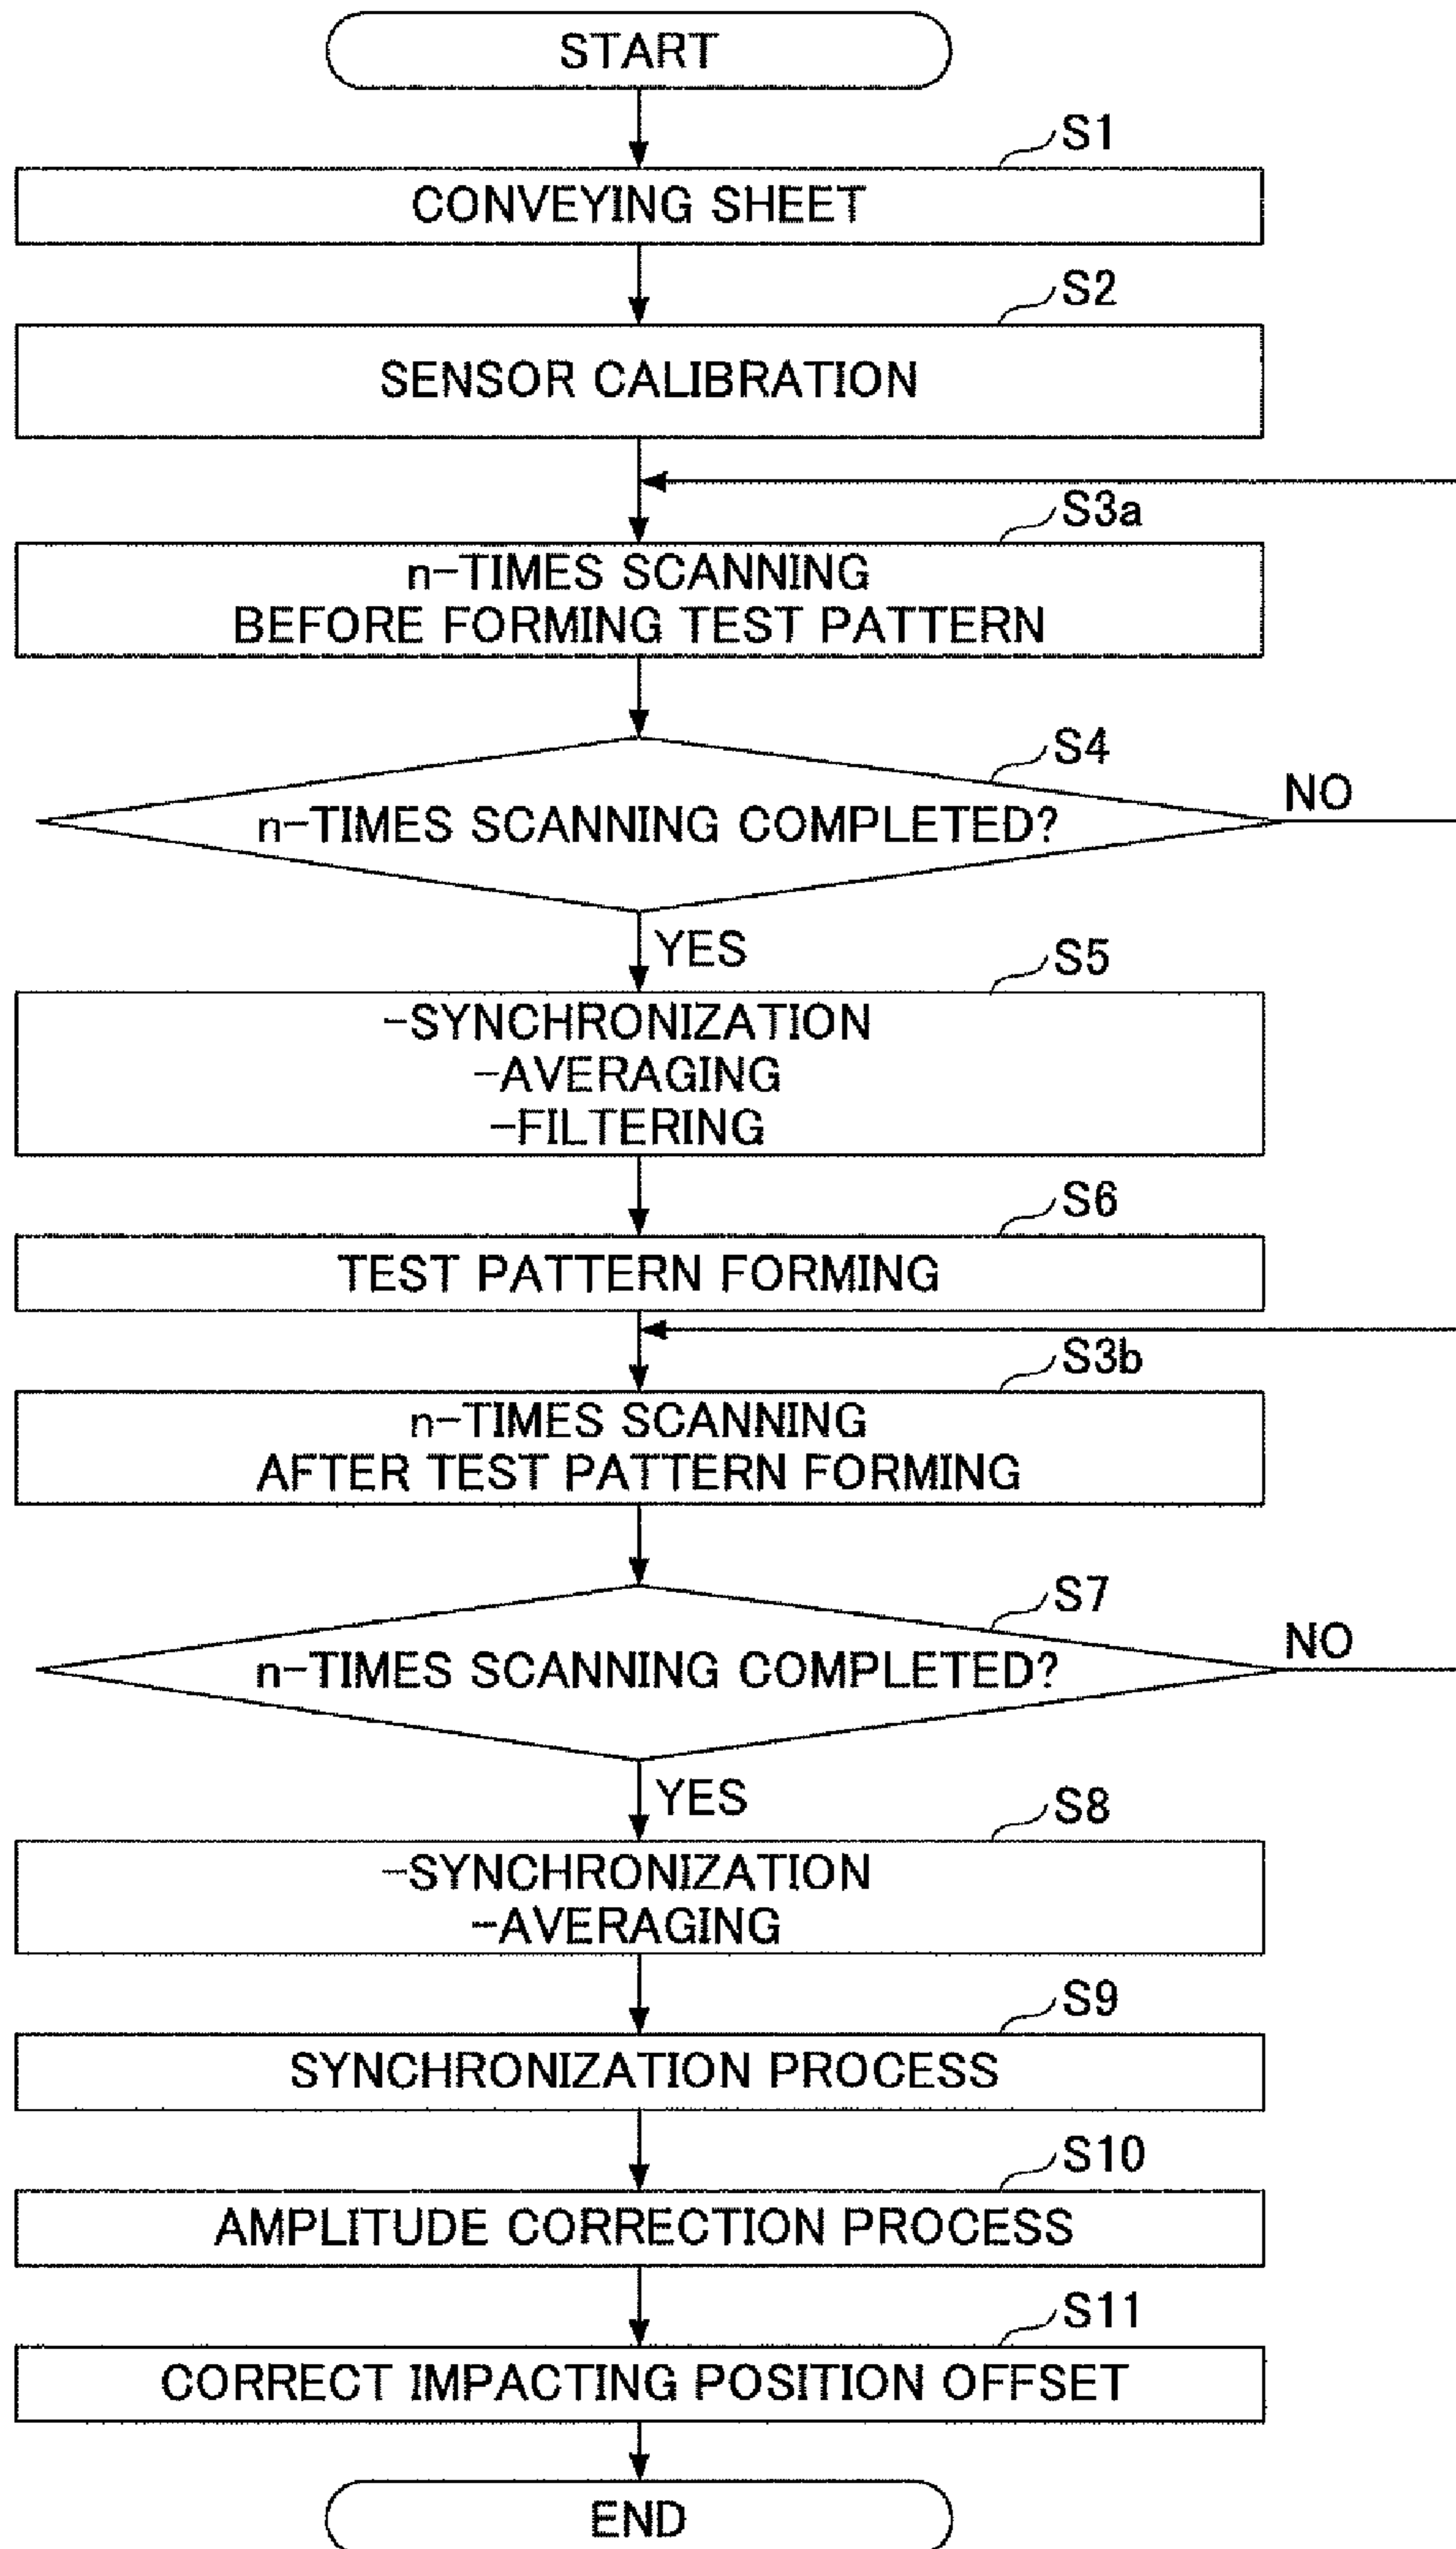 START
S1
CONVEYING SHEET
S2
SENSOR CALIBRATION
S3a
n-TIMES SCANNING
BEFORE FORMING TEST PATTERN
S4
n-TIMES SCANNING COMPLETED?
NO
YES
S5
-SYNCHRONIZATION
-AVERAGING
-FILTERING
S6
TEST PATTERN FORMING
S3b
n-TIMES SCANNING
AFTER TEST PATTERN FORMING
S7
n-TIMES SCANNING COMPLETED?
NO
YES
S8
-SYNCHRONIZATION
-AVERAGING
S9
SYNCHRONIZATION PROCESS
S10
AMPLITUDE CORRECTION PROCESS
S11
CORRECT IMPACTING POSITION OFFSET
END